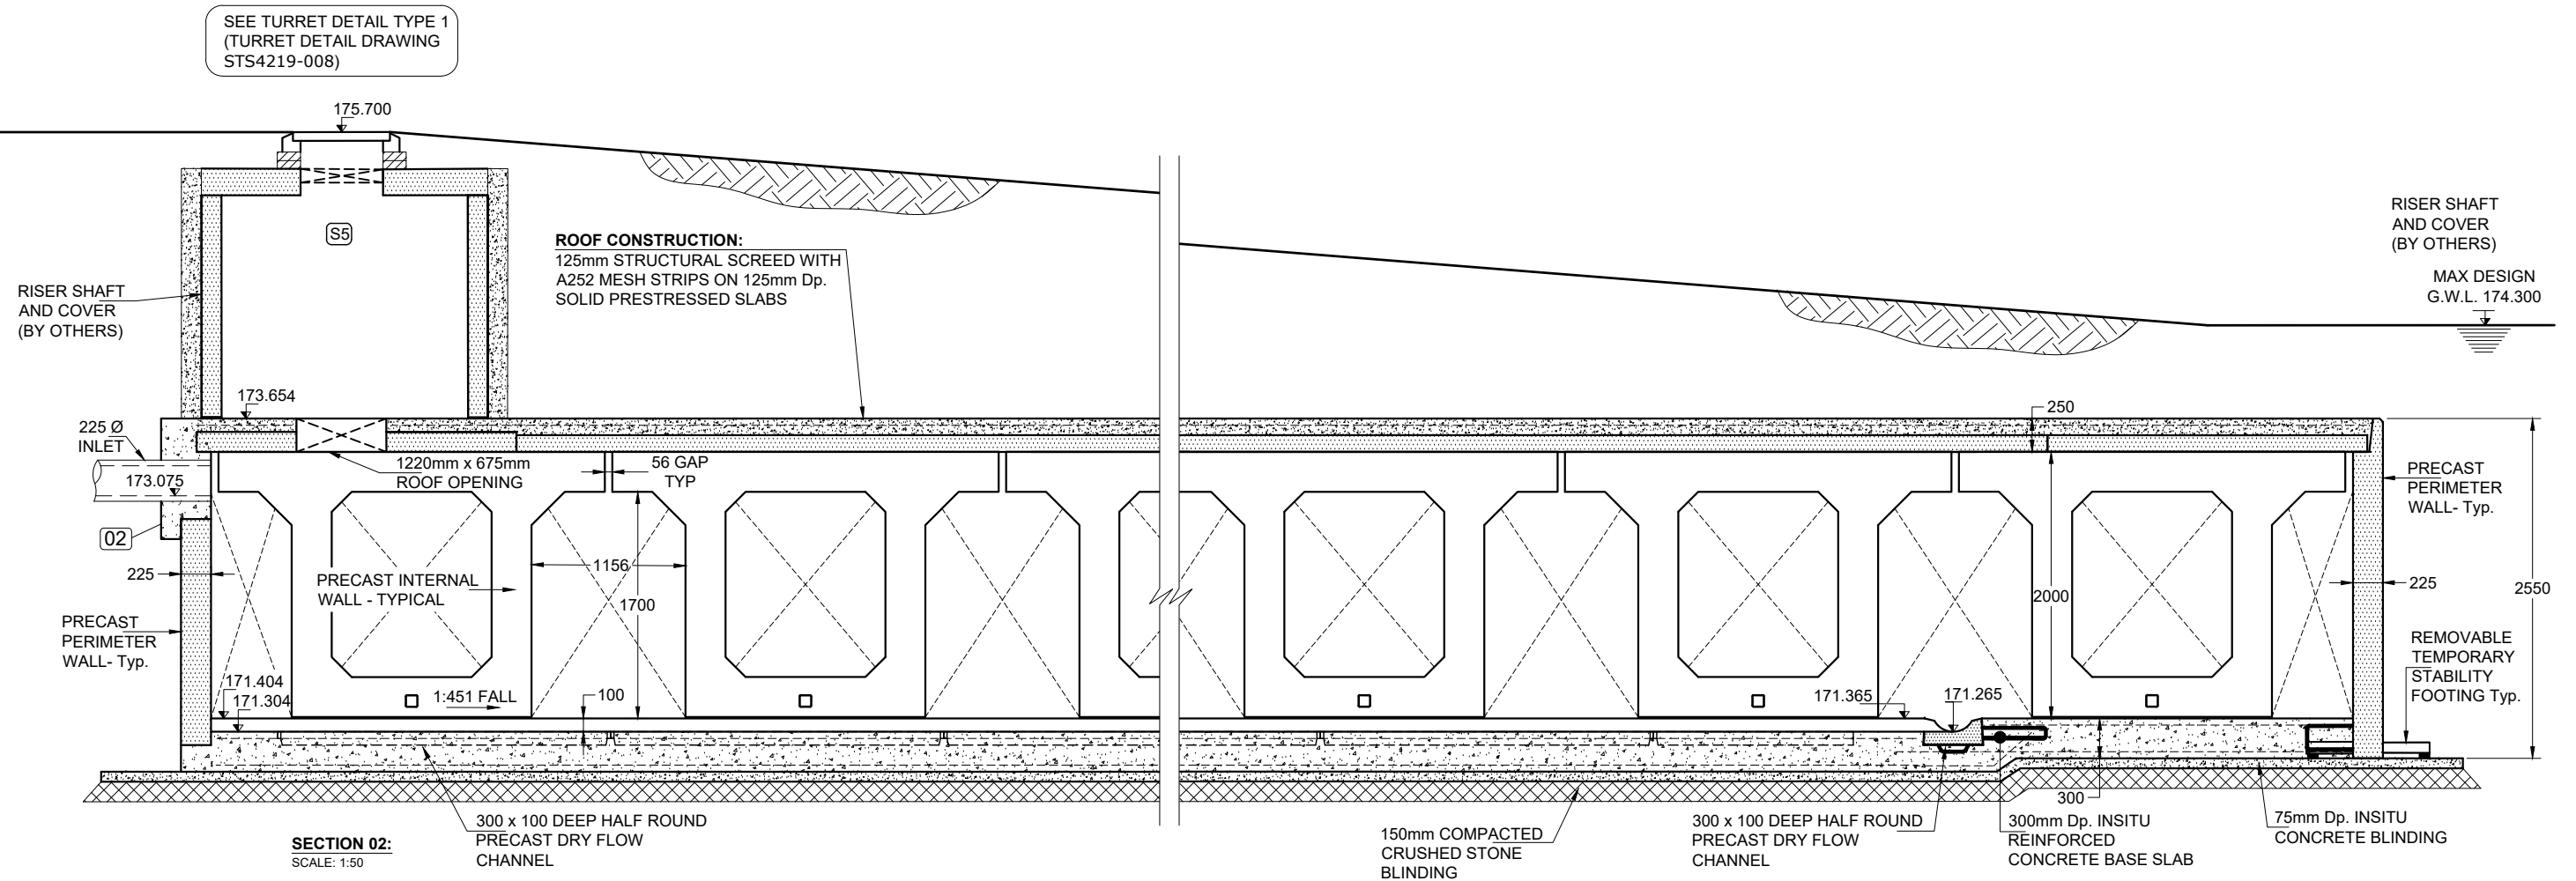 SEE TURRET DETAIL TYPE 1
(TURRET DETAIL DRAWING
STS4219-008)
175.700
S5
RISER SHAFT
AND COVER
(BY OTHERS)
ROOF CONSTRUCTION:
125mm STRUCTURAL SCREED WITH
A252 MESH STRIPS ON 125mm Dp.
SOLID PRESTRESSED SLABS
RISER SHAFT
AND COVER
(BY OTHERS)
MAX DESIGN
G.W.L. 174.300
173.654
225 Ø
INLET
173.075
02
1220mm x 675mm
ROOF OPENING
56 GAP
TYP
250
225
PRECAST INTERNAL
WALL - TYPICAL
1156
1700
PRECAST
PERIMETER
WALL- Typ.
171.404
171.304
1:451 FALL
100
171.365
171.265
2000
PRECAST
PERIMETER
WALL- Typ.
225
2550
REMOVABLE
TEMPORARY
STABILITY
FOOTING Typ.
300
SECTION 02:
SCALE: 1:50
300 x 100 DEEP HALF ROUND
PRECAST DRY FLOW
CHANNEL
150mm COMPACTED
CRUSHED STONE
BLINDING
300 x 100 DEEP HALF ROUND
PRECAST DRY FLOW
CHANNEL
300mm Dp. INSITU
REINFORCED
CONCRETE BASE SLAB
75mm Dp. INSITU
CONCRETE BLINDING